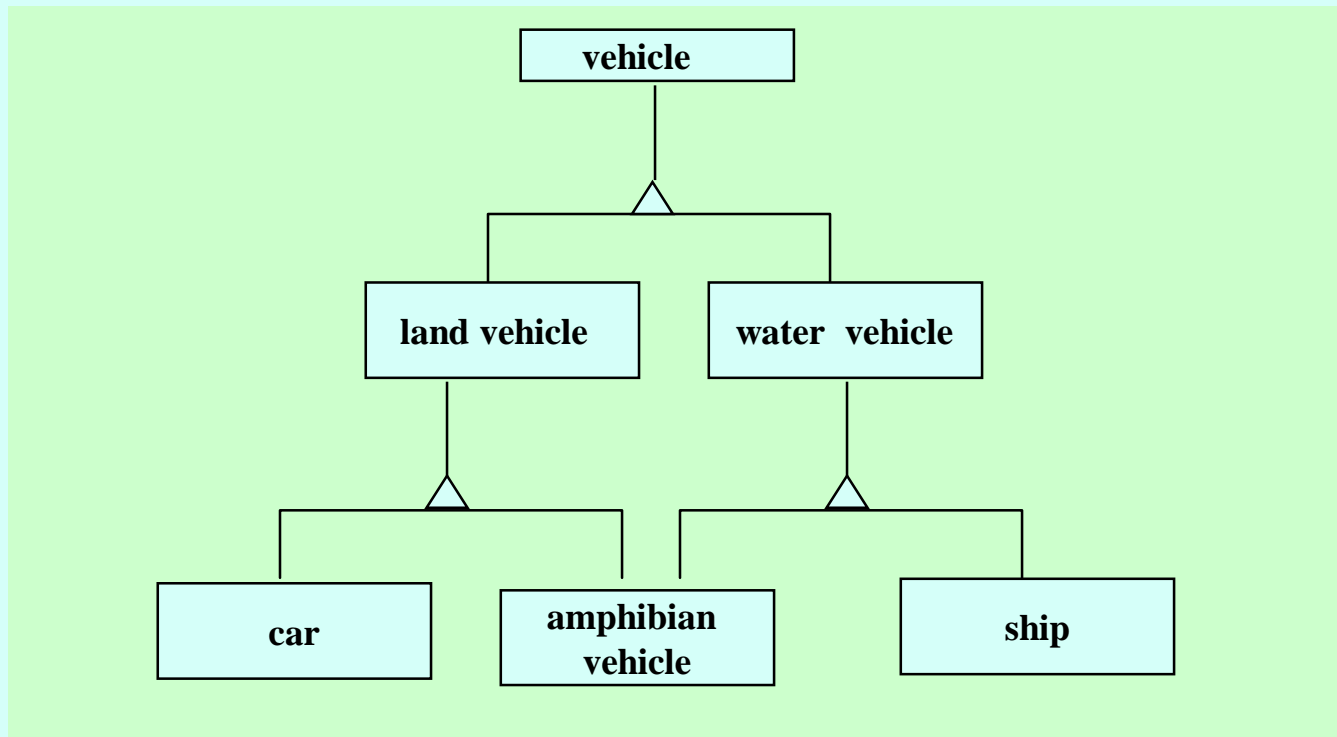 vehicle
land vehicle
water vehicle
car
amphibian
vehicle
ship